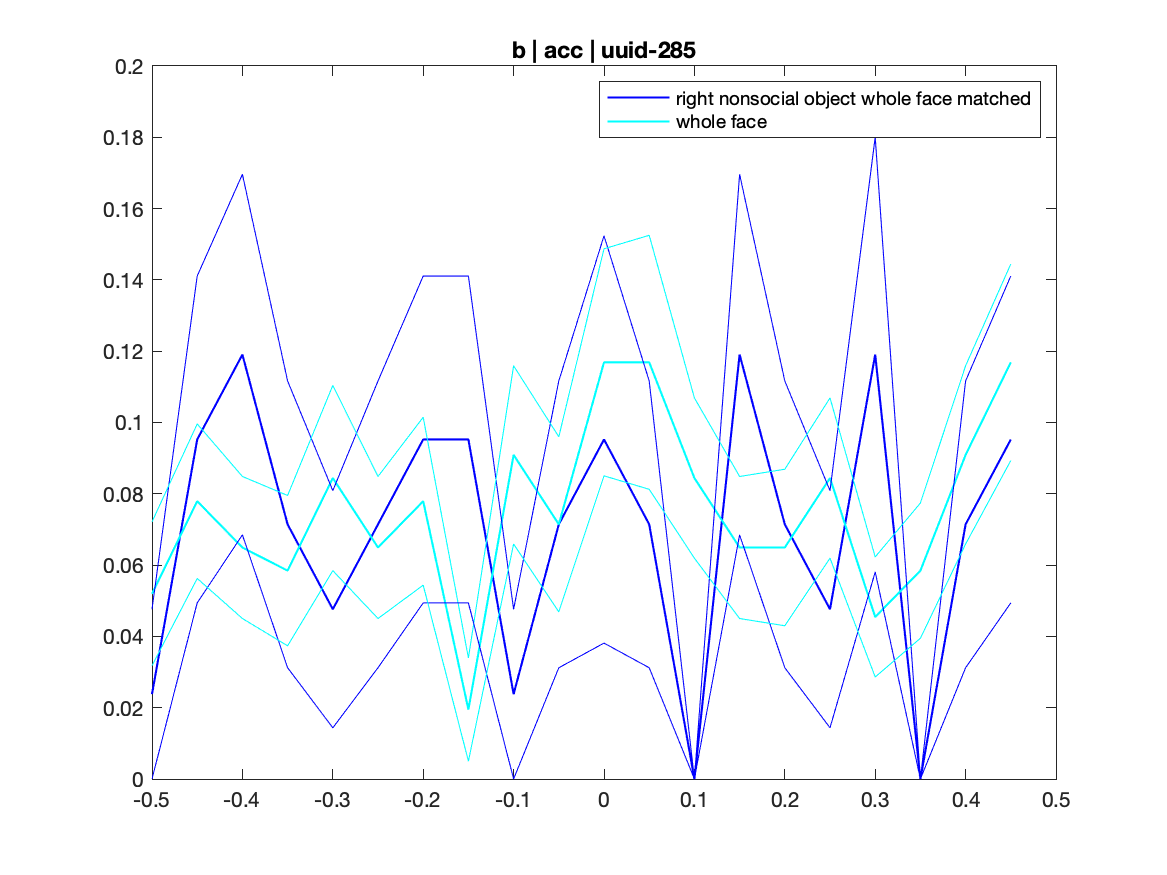 b | acc | uuid-285
right nonsocial object whole face matched
whole face
0.2
0.18
0.16
0.14
0.12
0.1
0.08
0.06
0.04
0.02
0
-0.5 -0.4 -0.3 -0.2 -0.1 0 0.1 0.2 0.3 0.4 0.5